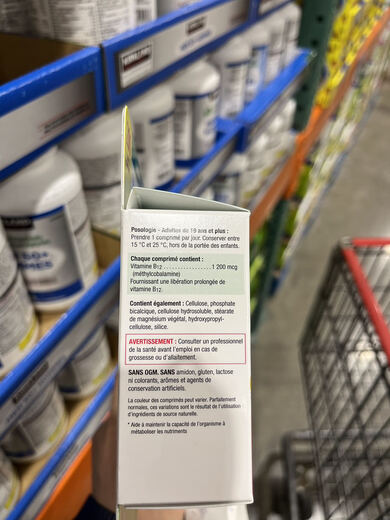 Posologie - Adultes de 19 ans et plus :
Prendre 1 comprimé par jour. Conserver entre
15 °C et 25 °C, hors de la portée des enfants.
Chaque comprimé contient :
Vitamine B12 .................. 1 200 mcg
(méthylcobalamine)
Fournissant une libération prolongée de
vitamine B12.
Contient également : Cellulose, phosphate
bicalcique, cellulose hydrosoluble, stéarate
de magnésium végétal, hydroxypropyl-
cellulose, silice.
AVERTISSEMENT : Consulter un professionnel
de la santé avant l'emploi en cas de
grossesse ou d'allaitement.
SANS OGM. SANS amidon, gluten, lactose
ni colorants, arômes et agents de
conservation artificiels.
La couleur des comprimés peut varier. Parfaitement
normales, ces variations sont le résultat de l'utilisation
d'ingrédients de source naturelle.
* Aide à maintenir la capacité de l'organisme à
métaboliser les nutriments